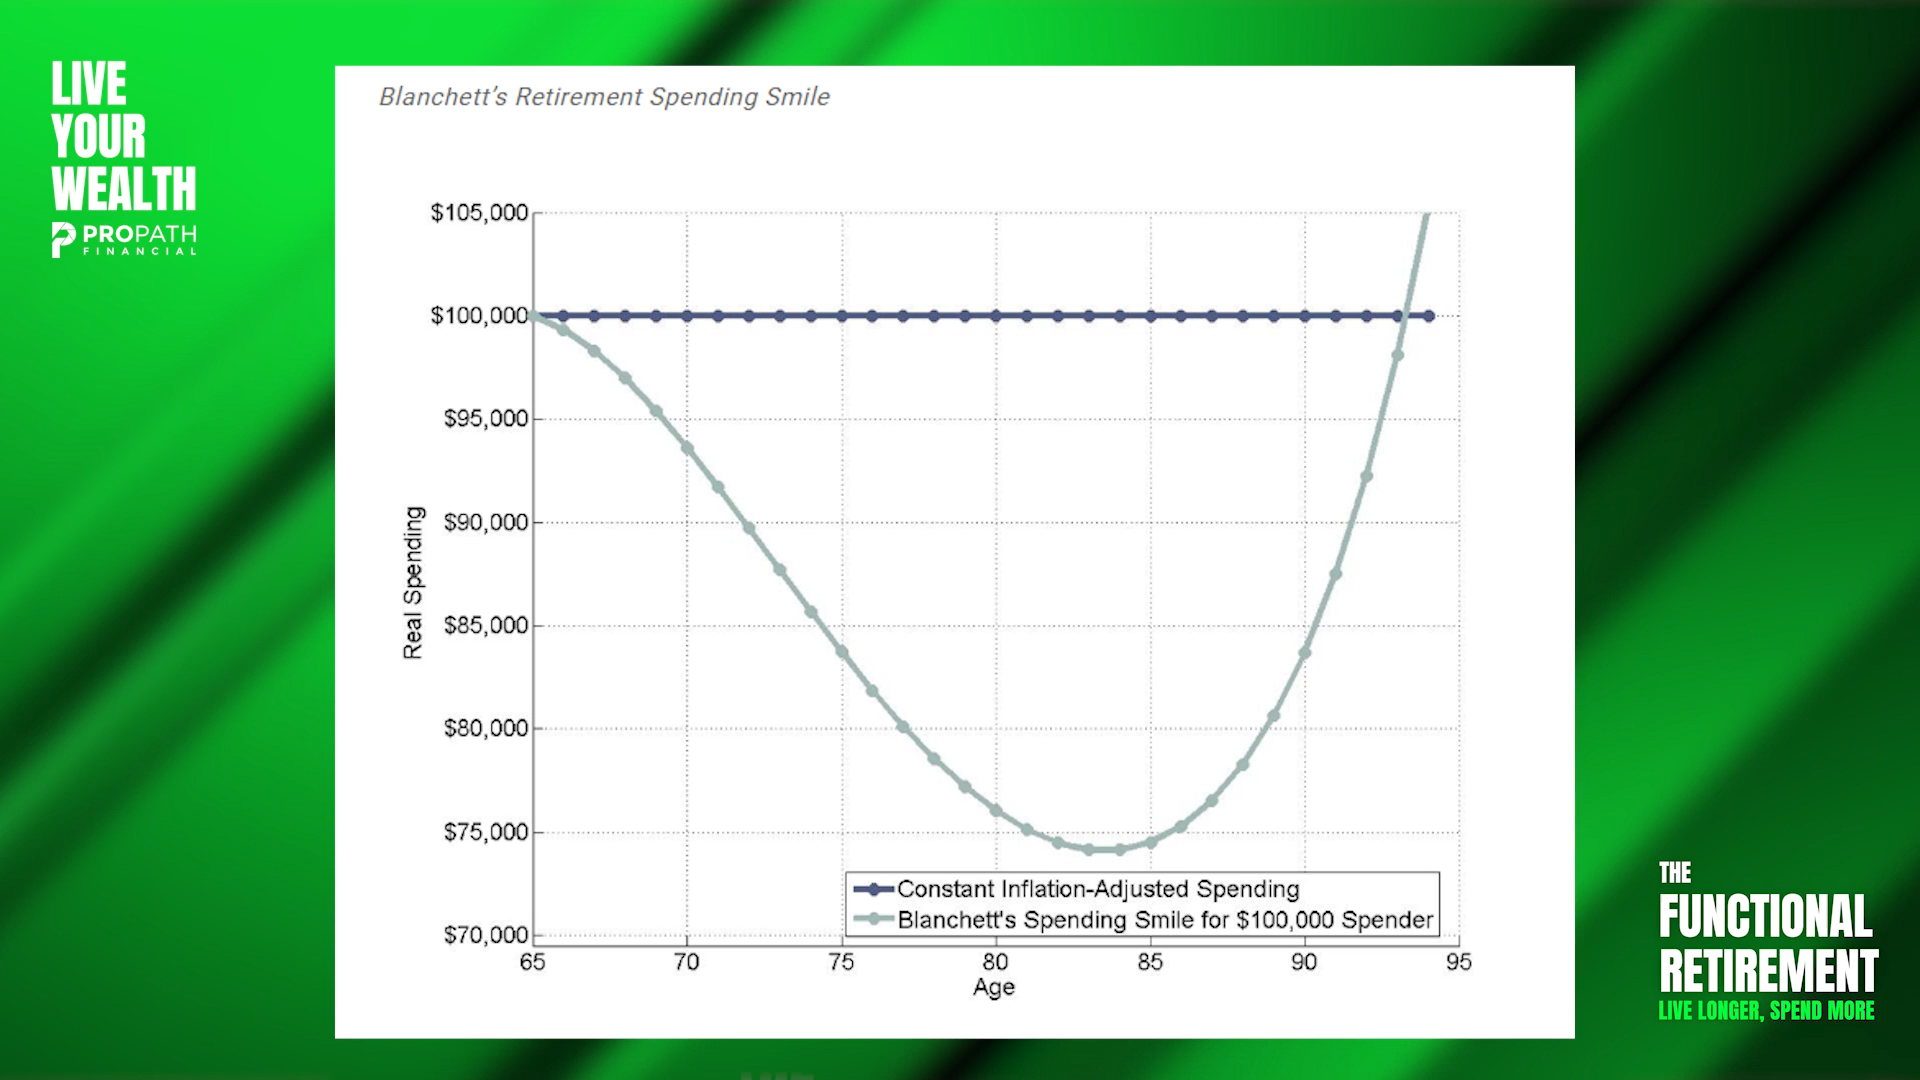 LIVE
YOUR
WEALTH
PROPATH
FINANCIAL
Blanchett's Retirement Spending Smile
$105,000
$100,000
$95,000
$90,000
$85,000
$80,000
$75,000
$70,000
Real Spending
65 70 75 80 85 90 95
Age
Constant Inflation-Adjusted Spending
Blanchett's Spending Smile for $100,000 Spender
THE
FUNCTIONAL
RETIREMENT
LIVE LONGER, SPEND MORE